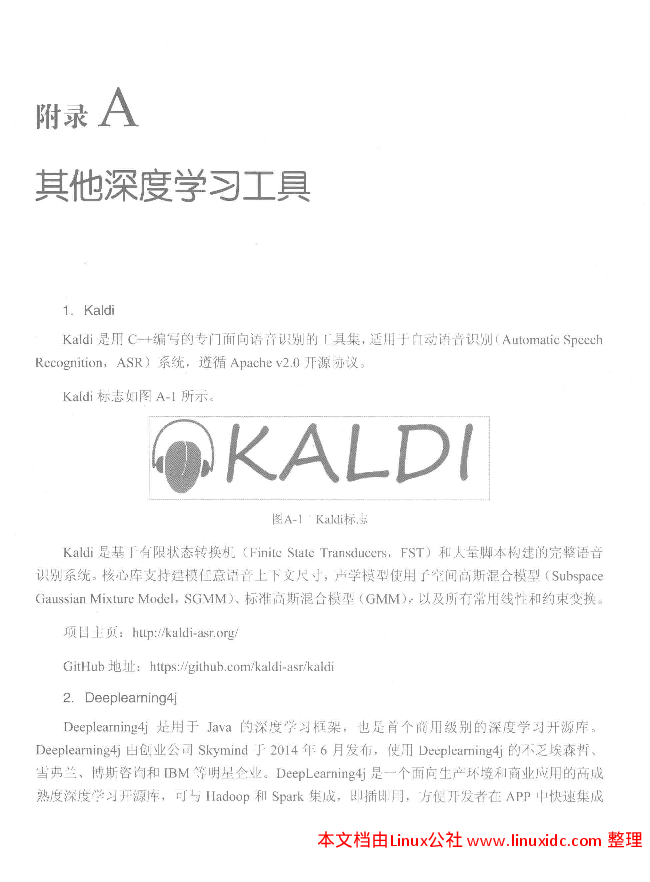 附录 A
其他深度学习工具
1. Kaldi
Kaldi 是用 C++编写的专门面向语音识别的工具集,适用于自动语音识别(Automatic Speech
Recognition,ASR)系统,遵循 Apache v2.0 开源协议。
Kaldi 标志如图 A-1 所示。
KALDI
图A-1 Kaldi标志
Kaldi 是基于有限状态转换机(Finite State Transducers,FST)和大量脚本构建的完整语音
识别系统。核心库支持建模任意语音上下文尺寸,声学模型使用子空间高斯混合模型(Subspace
Gaussian Mixture Model,SGMM)、标准高斯混合模型(GMM),以及所有常用线性和约束变换。
项目主页:http://kaldi-asr.org/
GitHub 地址:https://github.com/kaldi-asr/kaldi
2. Deeplearning4j
Deeplearning4j 是用于 Java 的深度学习框架,也是首个商用级别的深度学习开源库。
Deeplearning4j 由创业公司 Skymind 于 2014 年 6 月发布,使用 Deeplearning4j 的不乏埃森哲、
雪弗兰、博斯咨询和 IBM 等明星企业。DeepLearning4j 是一个面向生产环境和商业应用的高成
熟度深度学习开源库,可与 Hadoop 和 Spark 集成,即插即用,方便开发者在 APP 中快速集成
本文档由Linux公社 www.linuxidc.com 整理